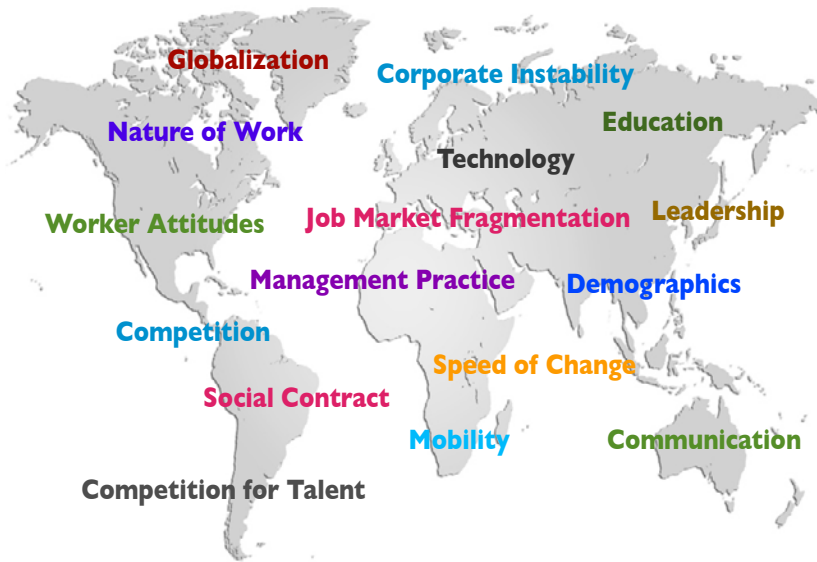 Globalization
Corporate Instability
Education
Nature of Work
Technology
Leadership
Worker Attitudes
Job Market Fragmentation
Management Practice
Demographics
Competition
Speed of Change
Social Contract
Mobility
Communication
Competition for Talent